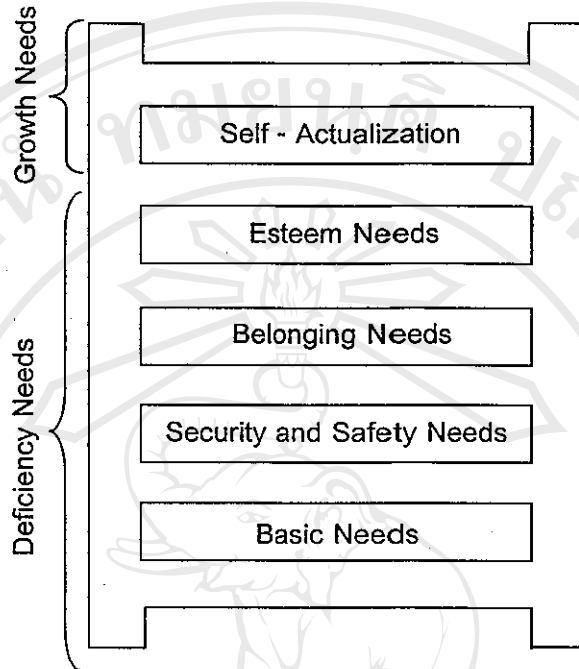 Growth Needs
Self - Actualization
Esteem Needs
Belonging Needs
Security and Safety Needs
Basic Needs
Deficiency Needs